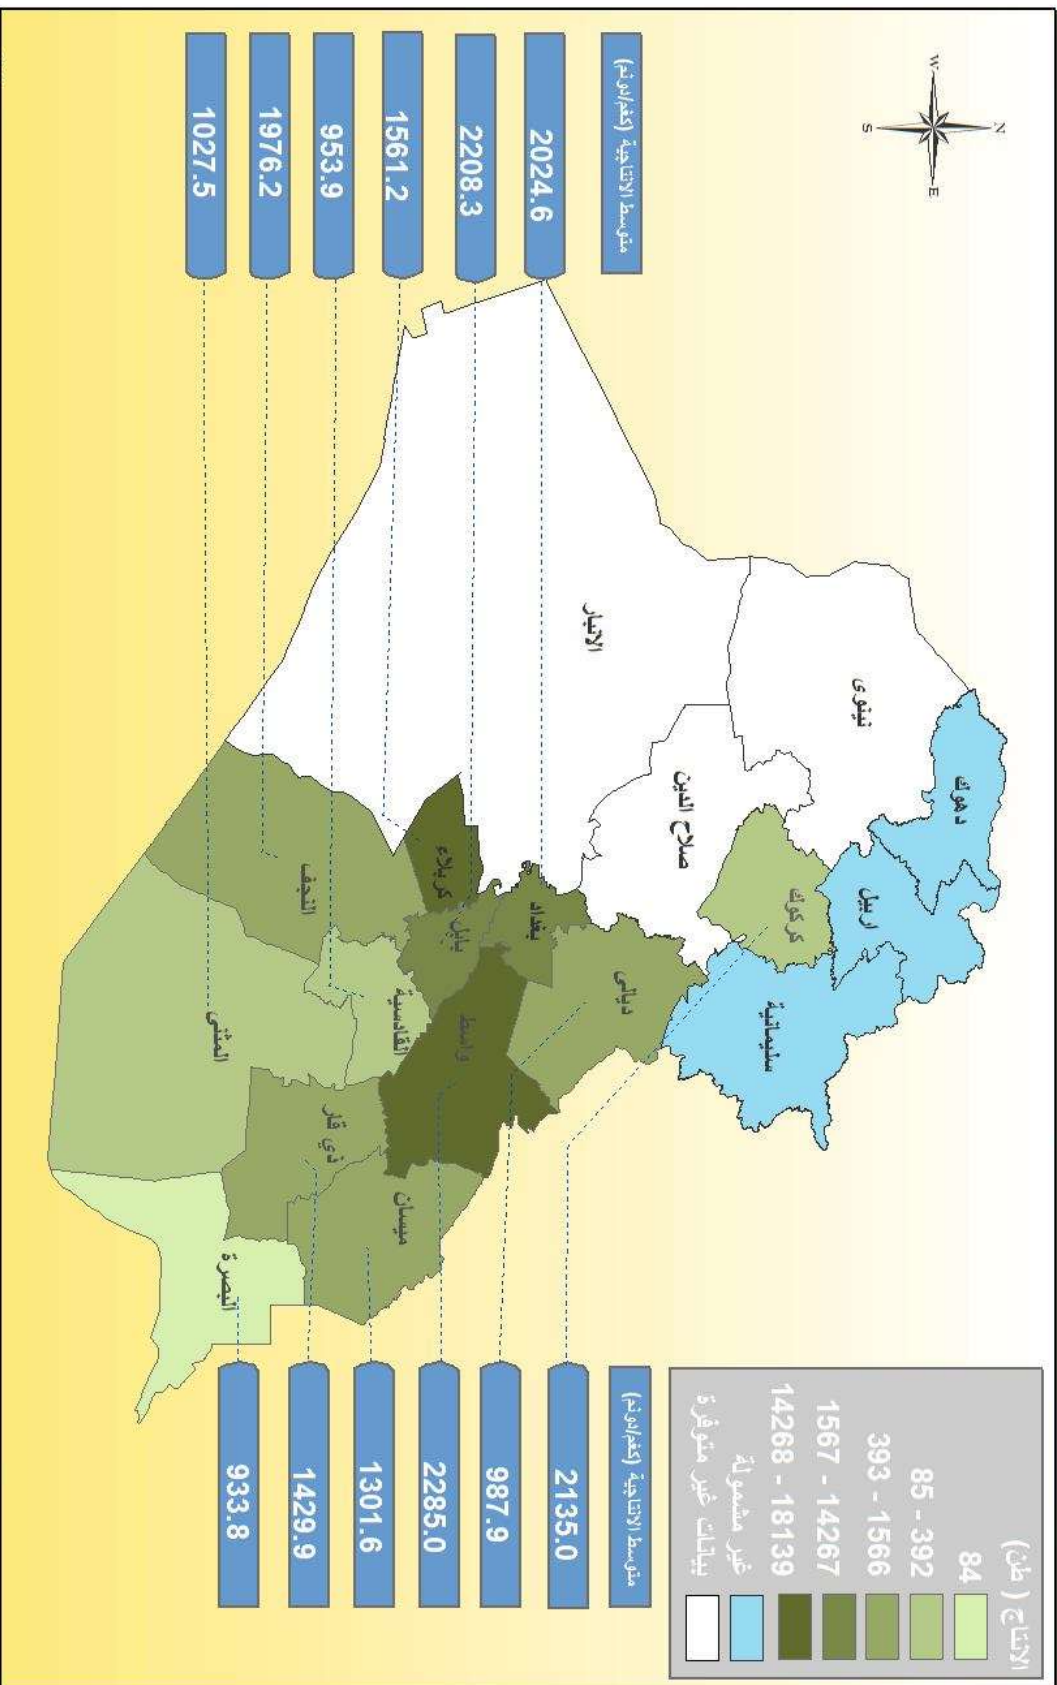 N
W
E
S
الإنتاج ( طن)
84
85 - 392
393 - 1566
1567 - 14267
14268 - 18139
غير مشمولة
بيانات غير متوفرة
دهوك
نينوى
اربيل
كركوك
سليمانية
صلاح الدين
الانبار
ديالى
بغداد
كربلاء
بابل
واسط
القادسية
النجف
ميسان
ذي قار
المثنى
البصرة
متوسط الانتاجية (كغم/دونم)
2024.6
2208.3
1561.2
953.9
1976.2
1027.5
متوسط الانتاجية (كغم/دونم)
2135.0
987.9
2285.0
1301.6
1429.9
933.8